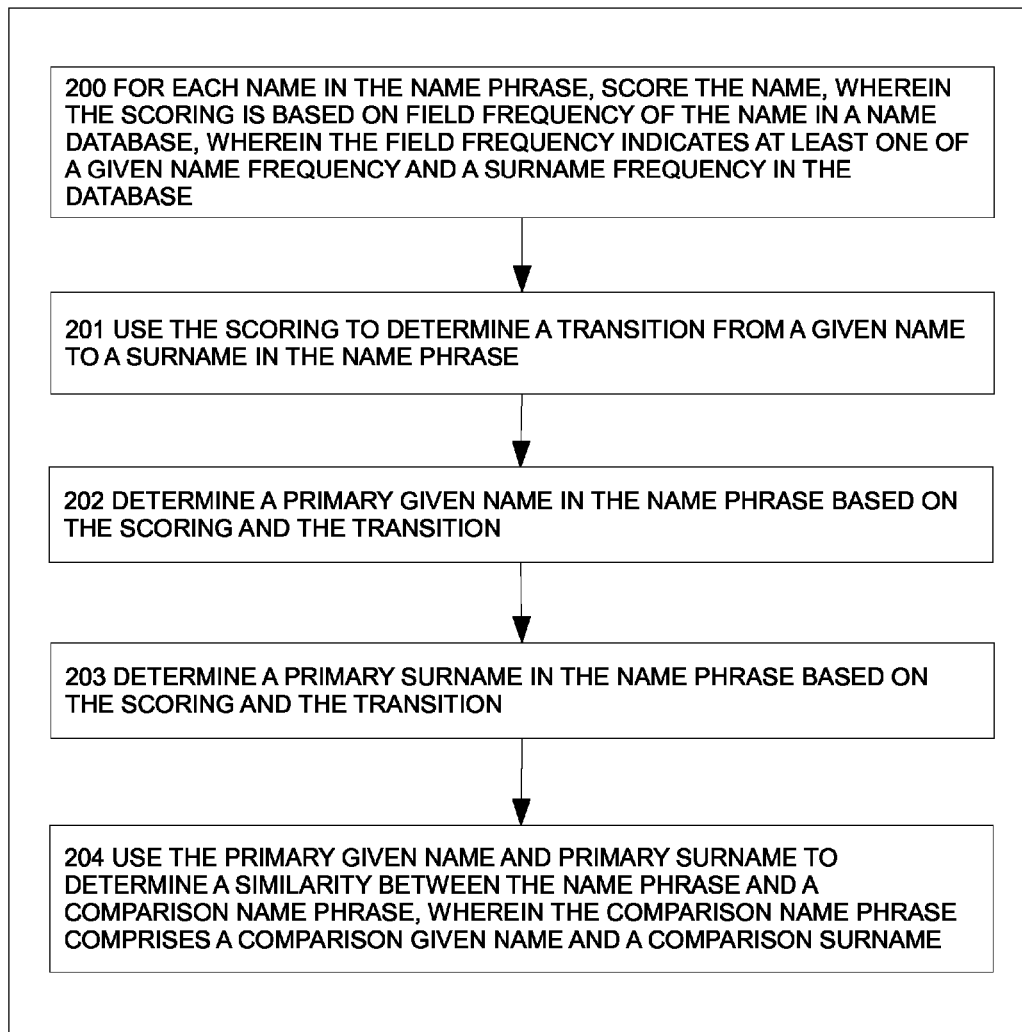 200 FOR EACH NAME IN THE NAME PHRASE, SCORE THE NAME, WHEREIN
THE SCORING IS BASED ON FIELD FREQUENCY OF THE NAME IN A NAME
DATABASE, WHEREIN THE FIELD FREQUENCY INDICATES AT LEAST ONE OF
A GIVEN NAME FREQUENCY AND A SURNAME FREQUENCY IN THE
DATABASE
201 USE THE SCORING TO DETERMINE A TRANSITION FROM A GIVEN NAME
TO A SURNAME IN THE NAME PHRASE
202 DETERMINE A PRIMARY GIVEN NAME IN THE NAME PHRASE BASED ON
THE SCORING AND THE TRANSITION
203 DETERMINE A PRIMARY SURNAME IN THE NAME PHRASE BASED ON
THE SCORING AND THE TRANSITION
204 USE THE PRIMARY GIVEN NAME AND PRIMARY SURNAME TO
DETERMINE A SIMILARITY BETWEEN THE NAME PHRASE AND A
COMPARISON NAME PHRASE, WHEREIN THE COMPARISON NAME PHRASE
COMPRISES A COMPARISON GIVEN NAME AND A COMPARISON SURNAME